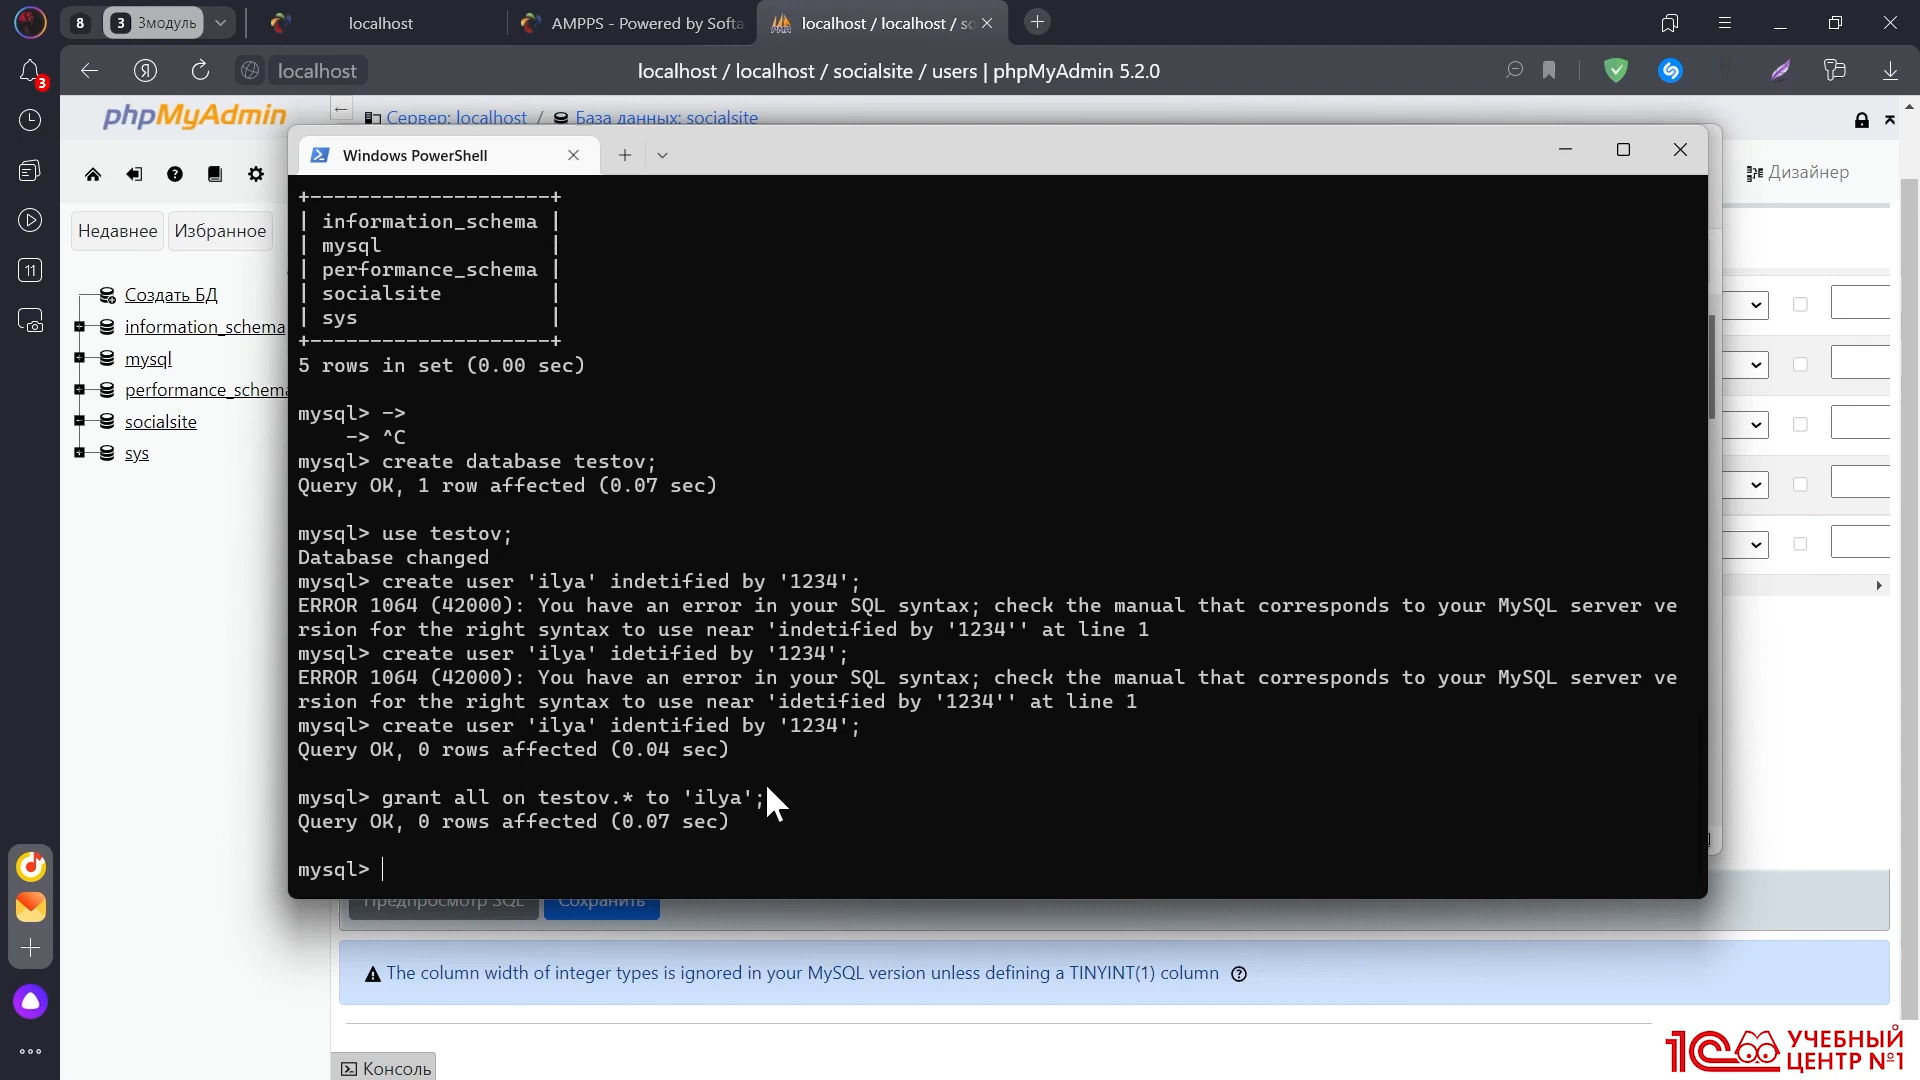 8
3 3модуль
localhost
AMPPS - Powered by Softa
localhost / localhost / so
3
Я
localhost
localhost / localhost / socialsite / users | phpMyAdmin 5.2.0
phpMyAdmin
Сервер: localhost / База данных: socialsite
Windows PowerShell
Дизайнер
11
Недавнее
Избранное
Создать БД
information_schema
mysql
performance_schema
socialsite
sys
+--------------------+
| information_schema |
| mysql              |
| performance_schema |
| socialsite         |
| sys                |
+--------------------+
5 rows in set (0.00 sec)
mysql> ->
    -> ^C
mysql> create database testov;
Query OK, 1 row affected (0.07 sec)
mysql> use testov;
Database changed
mysql> create user 'ilya' indetified by '1234';
ERROR 1064 (42000): You have an error in your SQL syntax; check the manual that corresponds to your MySQL server ve
rsion for the right syntax to use near 'indetified by '1234'' at line 1
mysql> create user 'ilya' idetified by '1234';
ERROR 1064 (42000): You have an error in your SQL syntax; check the manual that corresponds to your MySQL server ve
rsion for the right syntax to use near 'idetified by '1234'' at line 1
mysql> create user 'ilya' identified by '1234';
Query OK, 0 rows affected (0.04 sec)
mysql> grant all on testov.* to 'ilya';
Query OK, 0 rows affected (0.07 sec)
mysql>
Предпросмотр SQL
Сохранить
The column width of integer types is ignored in your MySQL version unless defining a TINYINT(1) column
Консоль
1С УЧЕБНЫЙ
ЦЕНТР №1